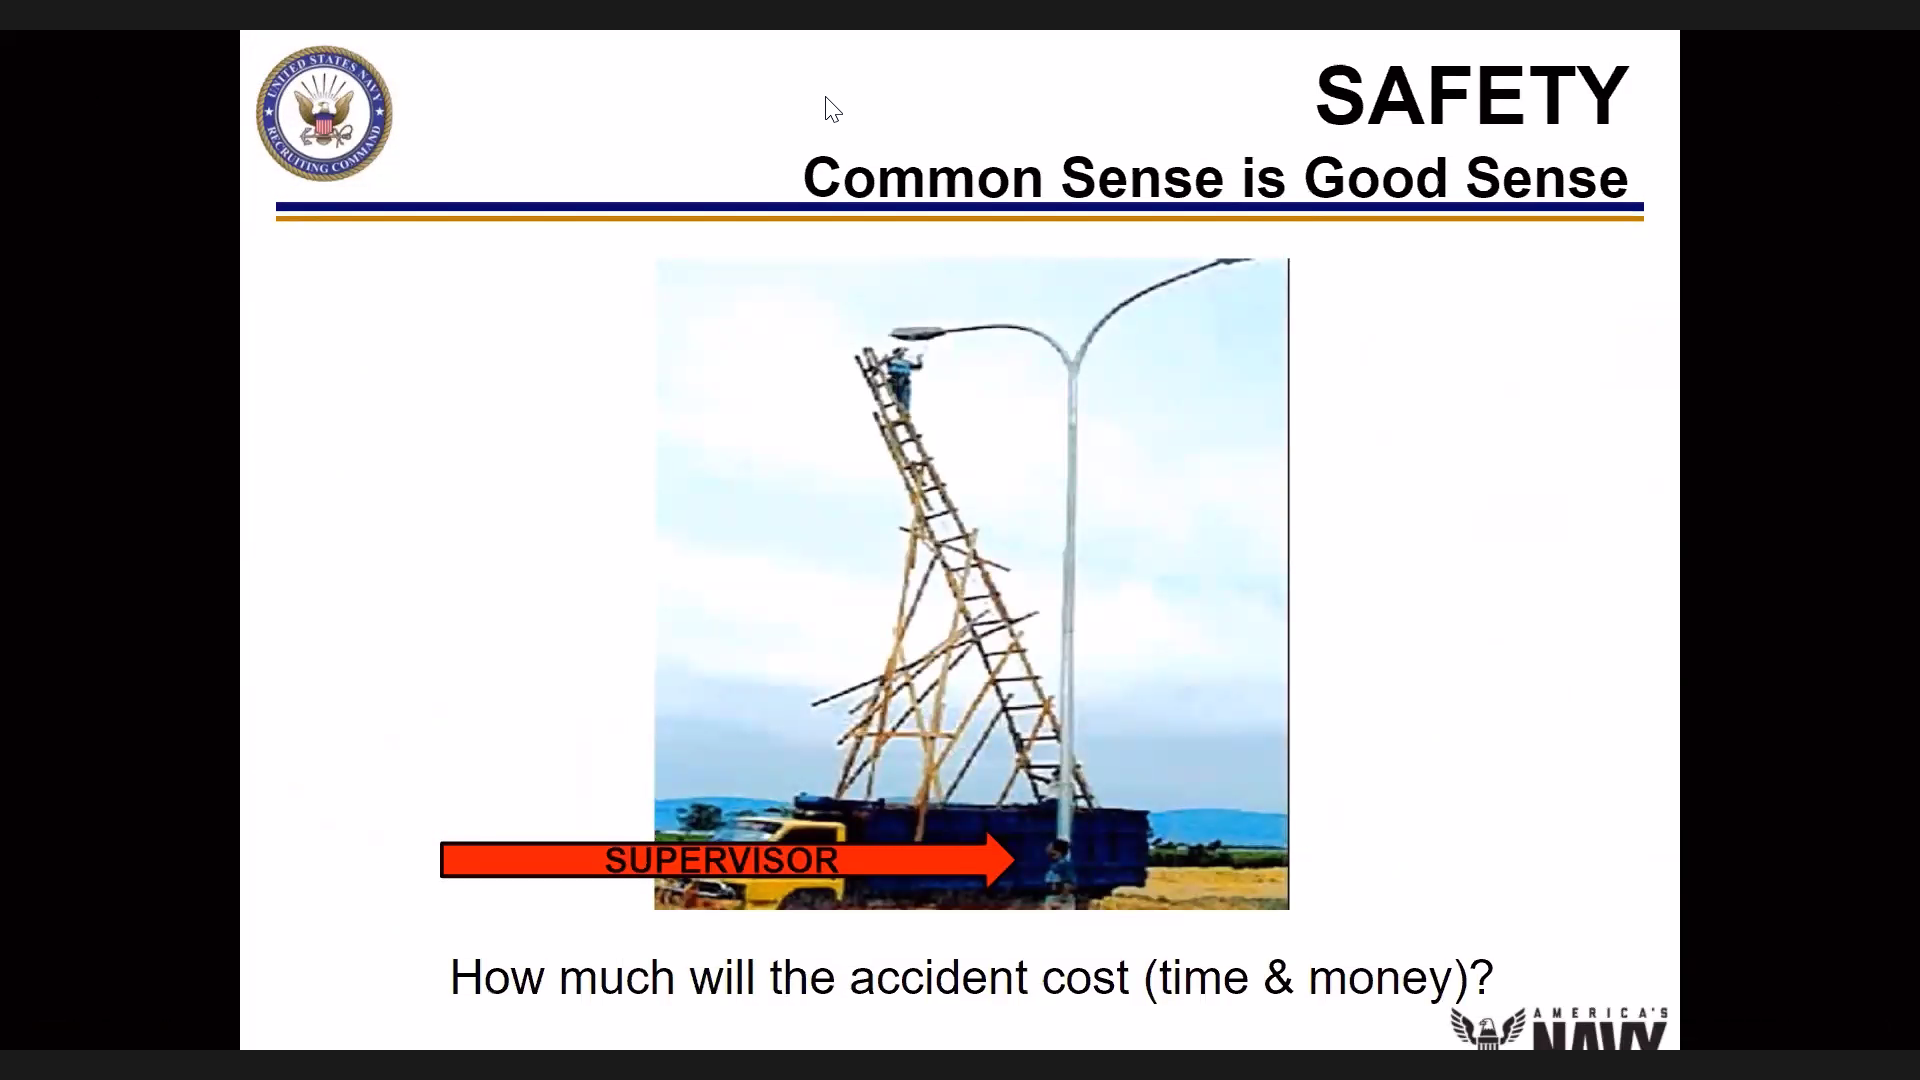 UNITED STATES NAVY
RECRUITING COMMAND
SAFETY
Common Sense is Good Sense
SUPERVISOR
How much will the accident cost (time & money)?
AMERICA'S
NAVY